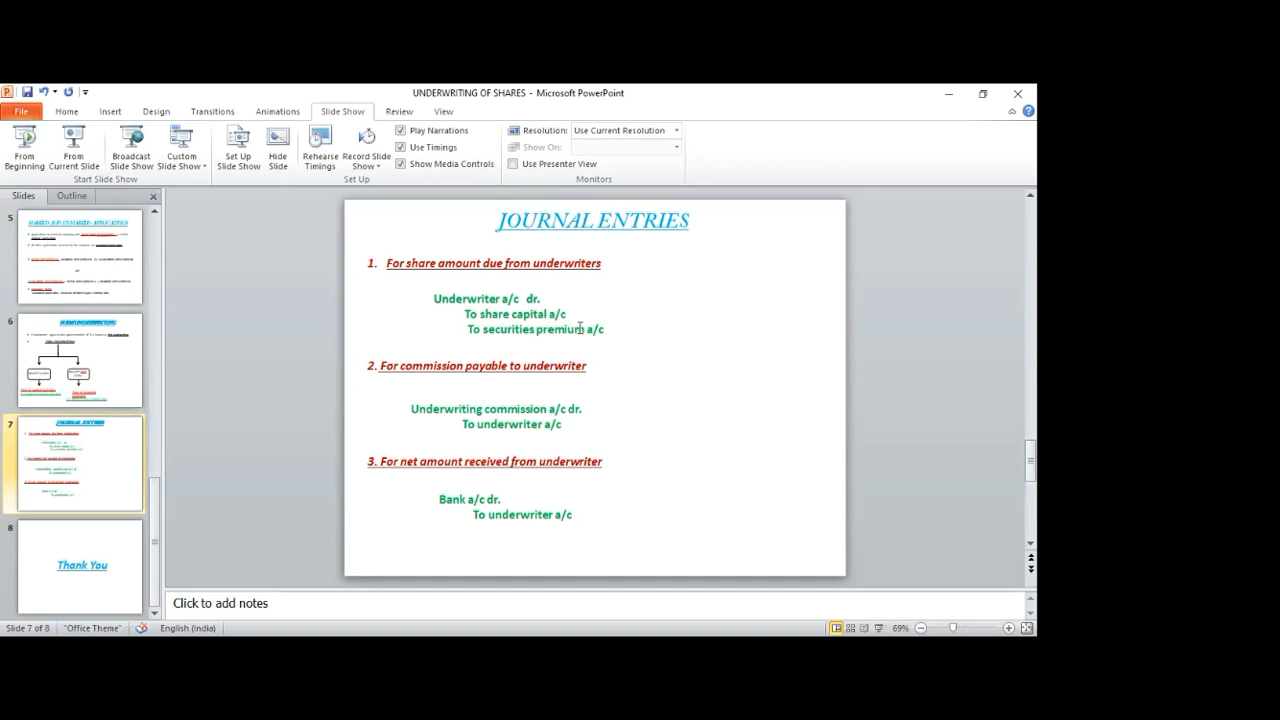 UNDERWRITING OF SHARES - Microsoft PowerPoint
File Home Insert Design Transitions Animations Slide Show Review View
From Beginning
From Current Slide
Broadcast Slide Show
Custom Slide Show
Set Up Slide Show
Hide Slide
Rehearse Timings
Record Slide Show
Play Narrations
Use Timings
Show Media Controls
Resolution: Use Current Resolution
Show On:
Use Presenter View
Start Slide Show
Set Up
Monitors
Slides Outline
5
6
7
JOURNAL ENTRIES
8
Thank You
JOURNAL ENTRIES
1. For share amount due from underwriters
Underwriter a/c dr.
To share capital a/c
To securities premium a/c
2. For commission payable to underwriter
Underwriting commission a/c dr.
To underwriter a/c
3. For net amount received from underwriter
Bank a/c dr.
To underwriter a/c
Click to add notes
Slide 7 of 8 "Office Theme" English (India) 69%